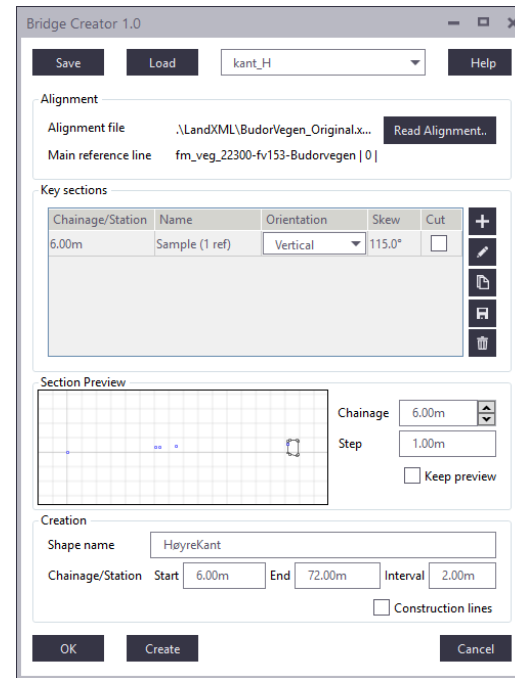 Bridge Creator 1.0
Save Load kant_H Help
Alignment
Alignment file .\LandXML\BudorVegen_Original.x... Read Alignment..
Main reference line fm_veg_22300-fv153-Budorvegen | 0 |
Key sections
Chainage/Station Name Orientation Skew Cut
6.00m Sample (1 ref) Vertical 115.0°
Section Preview
Chainage 6.00m
Step 1.00m
Keep preview
Creation
Shape name HøyreKant
Chainage/Station Start 6.00m End 72.00m Interval 2.00m
Construction lines
OK Create Cancel